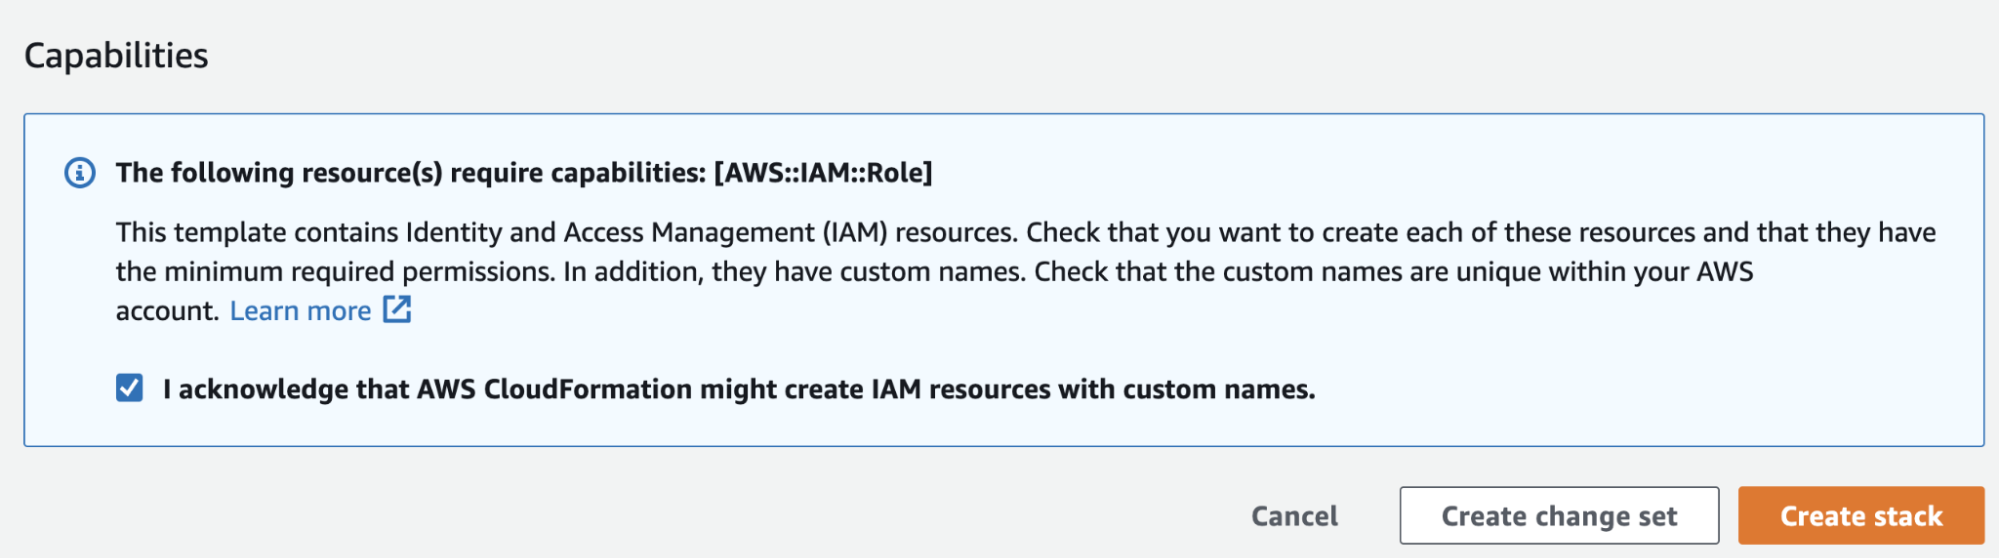 Capabilities
The following resource(s) require capabilities: [AWS::IAM::Role]
This template contains Identity and Access Management (IAM) resources. Check that you want to create each of these resources and that they have
the minimum required permissions. In addition, they have custom names. Check that the custom names are unique within your AWS
account. Learn more
I acknowledge that AWS CloudFormation might create IAM resources with custom names.
Cancel Create change set Create stack